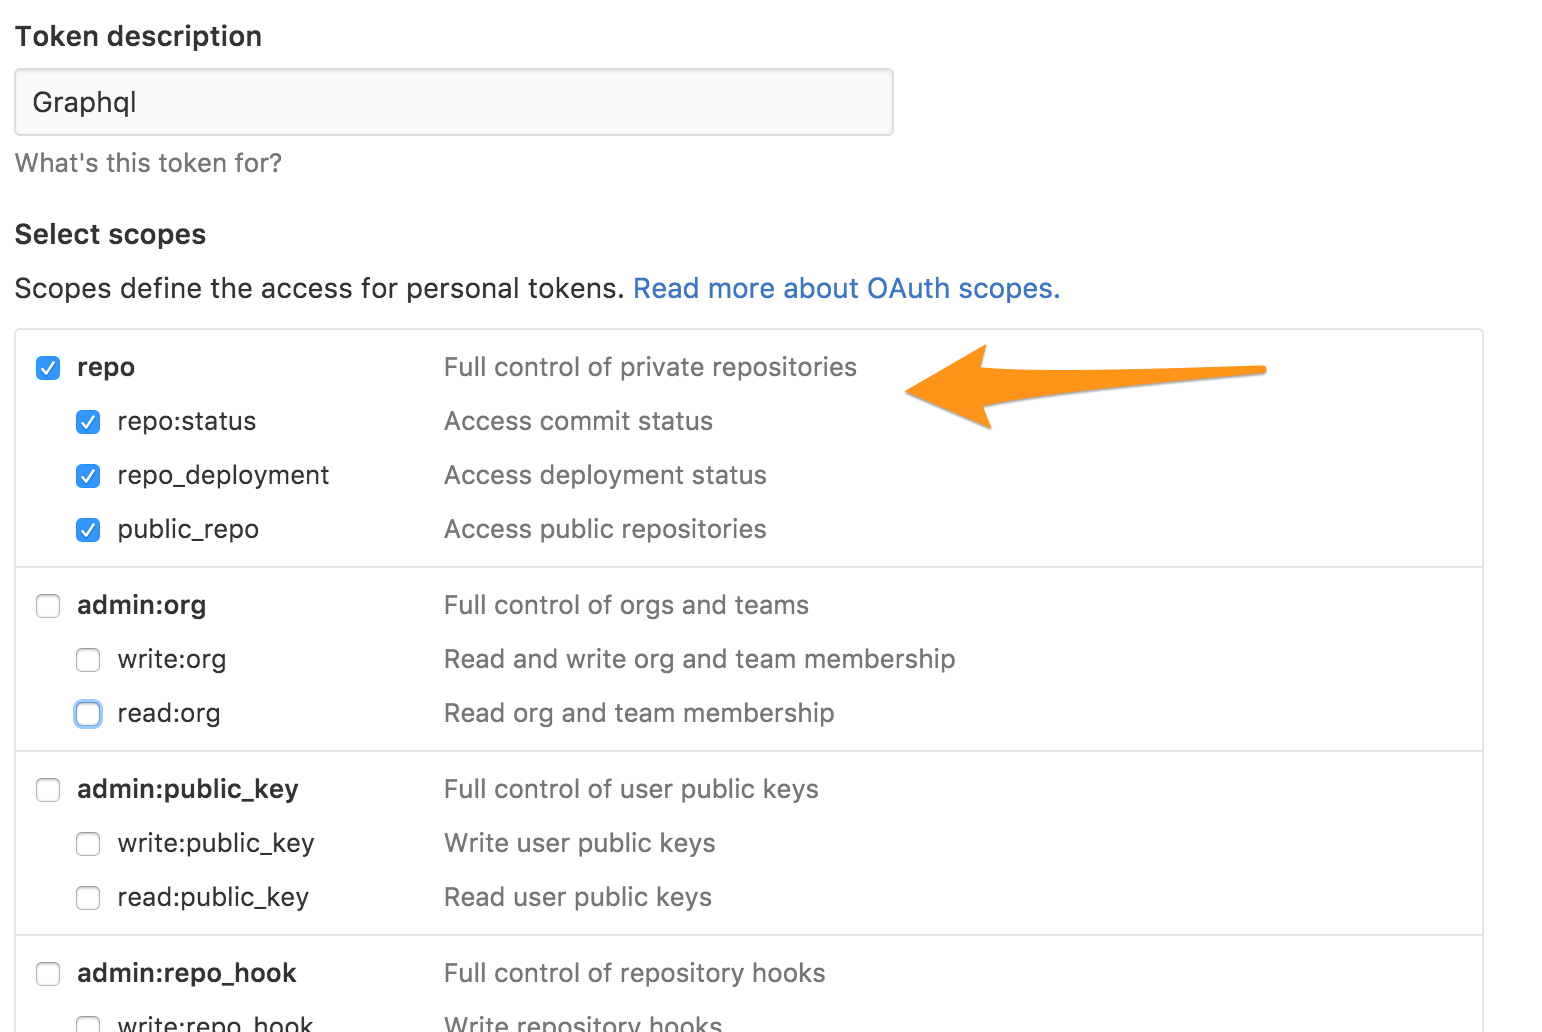 Token description
Graphql
What's this token for?
Select scopes
Scopes define the access for personal tokens. Read more about OAuth scopes.
repo Full control of private repositories
repo:status Access commit status
repo_deployment Access deployment status
public_repo Access public repositories
admin:org Full control of orgs and teams
write:org Read and write org and team membership
read:org Read org and team membership
admin:public_key Full control of user public keys
write:public_key Write user public keys
read:public_key Read user public keys
admin:repo_hook Full control of repository hooks
write:repo_hook Write repository hooks